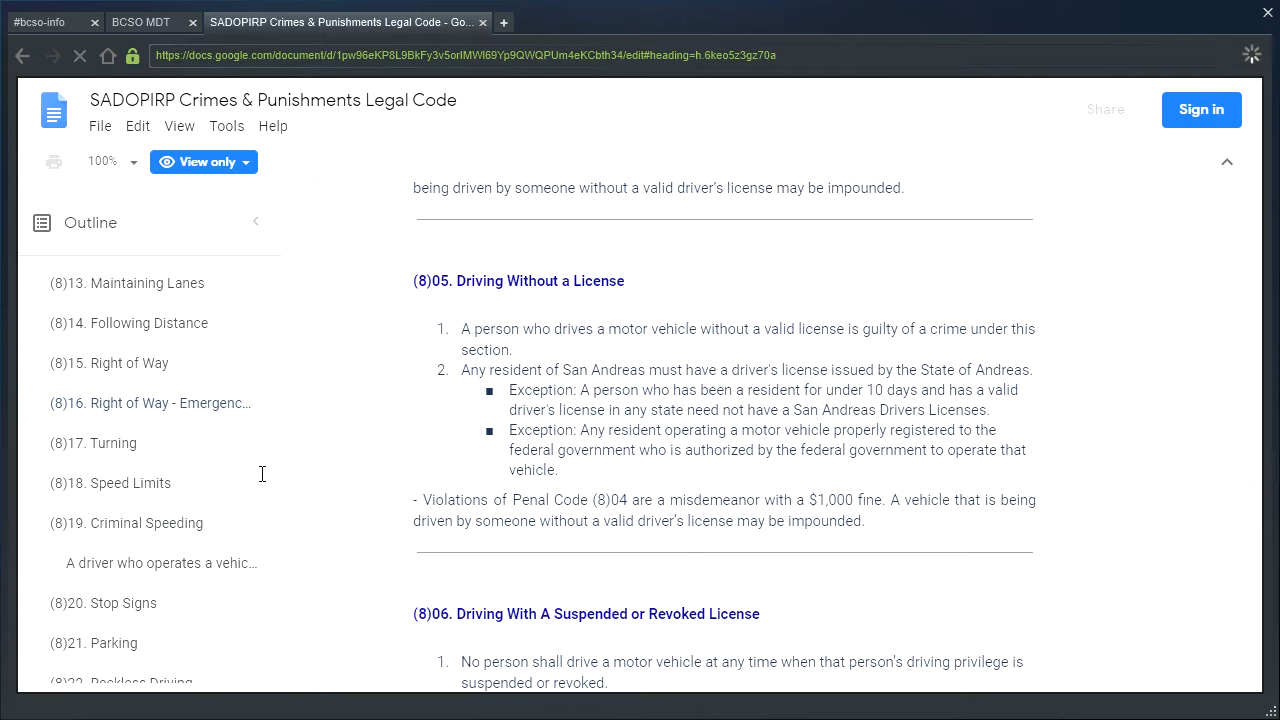 #bcso-info
BCSO MDT
SADOPIRP Crimes & Punishments Legal Code - Go...
https://docs.google.com/document/d/1pw96eKP8L9BkFy3v5orIMWI69Yp9QWQPUm4eKCbth34/edit#heading=h.6keo5z3gz70a
SADOPIRP Crimes & Punishments Legal Code
File Edit View Tools Help
Share
Sign in
100%
View only
Outline
(8)13. Maintaining Lanes
(8)14. Following Distance
(8)15. Right of Way
(8)16. Right of Way - Emergenc...
(8)17. Turning
(8)18. Speed Limits
(8)19. Criminal Speeding
A driver who operates a vehic...
(8)20. Stop Signs
(8)21. Parking
(8)22. Reckless Driving
being driven by someone without a valid driver's license may be impounded.
(8)05. Driving Without a License
1. A person who drives a motor vehicle without a valid license is guilty of a crime under this
section.
2. Any resident of San Andreas must have a driver's license issued by the State of Andreas.
■ Exception: A person who has been a resident for under 10 days and has a valid
driver's license in any state need not have a San Andreas Drivers Licenses.
■ Exception: Any resident operating a motor vehicle properly registered to the
federal government who is authorized by the federal government to operate that
vehicle.
- Violations of Penal Code (8)04 are a misdemeanor with a $1,000 fine. A vehicle that is being
driven by someone without a valid driver's license may be impounded.
(8)06. Driving With A Suspended or Revoked License
1. No person shall drive a motor vehicle at any time when that person's driving privilege is
suspended or revoked.